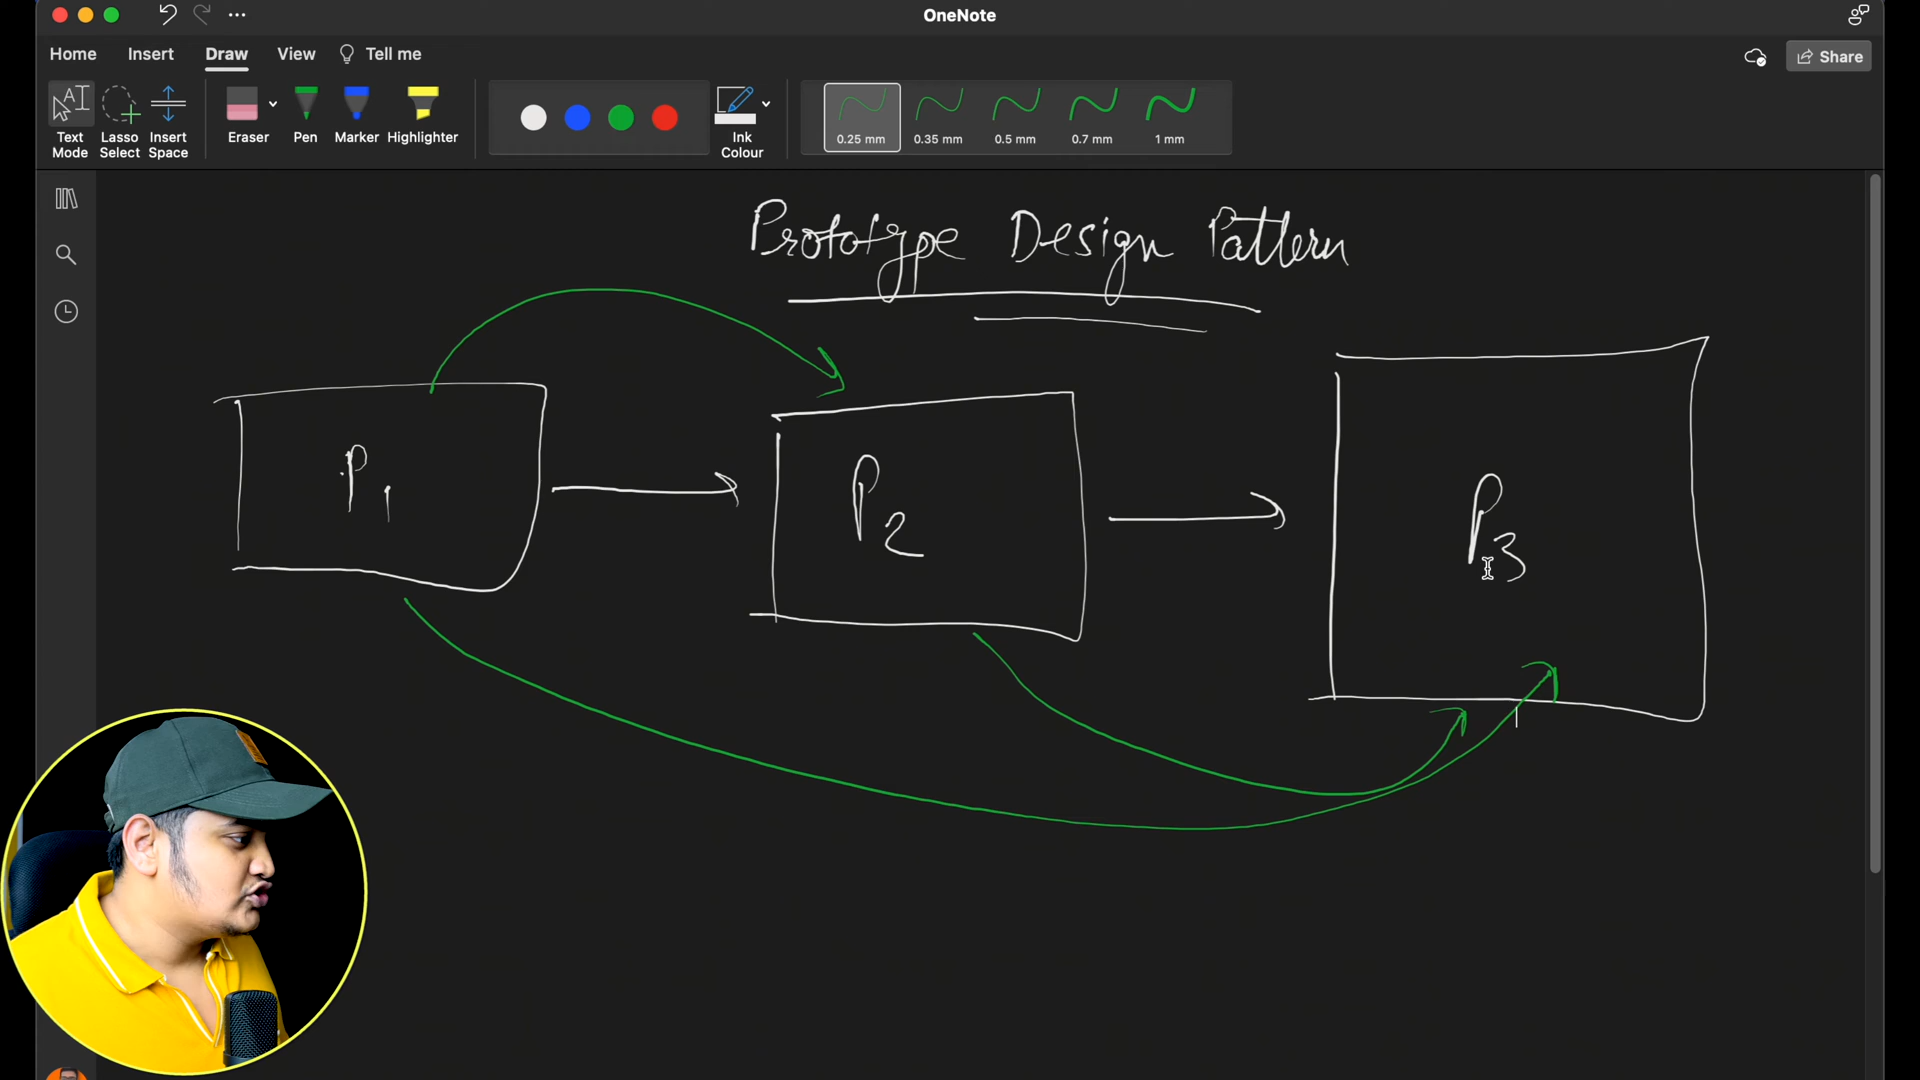 OneNote
Home Insert Draw View Tell me
Share
Text Mode
Lasso Select
Insert Space
Eraser
Pen
Marker
Highlighter
Ink Colour
0.25 mm
0.35 mm
0.5 mm
0.7 mm
1 mm
Prototype Design Pattern
P1
P2
P3